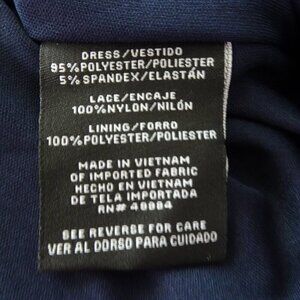 DRESS/VESTIDO
95%POLYESTER/POLIESTER
5%SPANDEX/ELASTÁN
LACE/ENCAJE
100%NYLON/NILÓN
LINING/FORRO
100%POLYESTER/POLIESTER
MADE IN VIETNAM
OF IMPORTED FABRIC
HECHO EN VIETNAM
DE TELA IMPORTADA
RN# 49994
SEE REVERSE FOR CARE
VER AL DORSO PARA CUIDADO